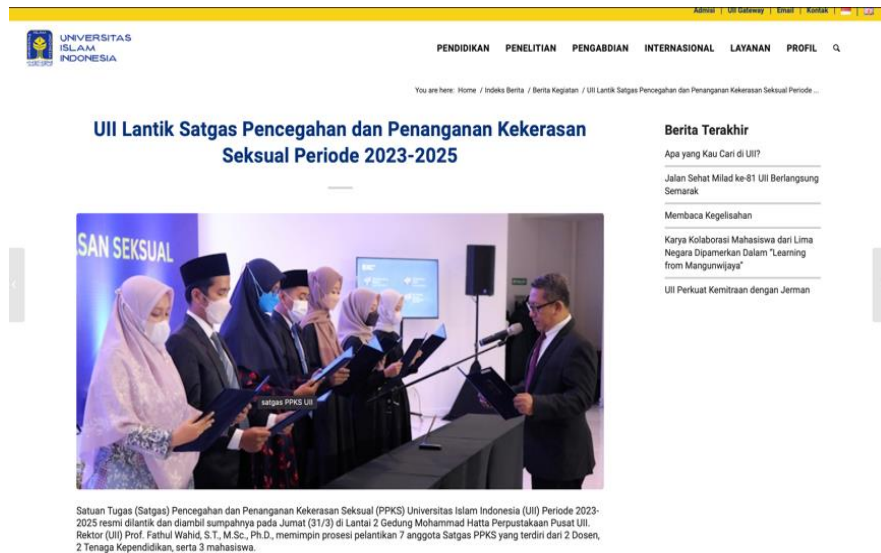 Admisi | UII Gateway | Email | Kontak
UNIVERSITAS
ISLAM
INDONESIA
PENDIDIKAN PENELITIAN PENGABDIAN INTERNASIONAL LAYANAN PROFIL
You are here: Home / Indeks Berita / Berita Kegiatan / UII Lantik Satgas Pencegahan dan Penanganan Kekerasan Seksual Periode ...
UII Lantik Satgas Pencegahan dan Penanganan Kekerasan
Seksual Periode 2023-2025
SAN SEKSUAL
satgas PPKS UII
Satuan Tugas (Satgas) Pencegahan dan Penanganan Kekerasan Seksual (PPKS) Universitas Islam Indonesia (UII) Periode 2023-
2025 resmi dilantik dan diambil sumpahnya pada Jumat (31/3) di Lantai 2 Gedung Mohammad Hatta Perpustakaan Pusat UII.
Rektor (UII) Prof. Fathul Wahid, S.T., M.Sc., Ph.D., memimpin prosesi pelantikan 7 anggota Satgas PPKS yang terdiri dari 2 Dosen,
2 Tenaga Kependidikan, serta 3 mahasiswa.
Berita Terakhir
Apa yang Kau Cari di UII?
Jalan Sehat Milad ke-81 UII Berlangsung
Semarak
Membaca Kegelisahan
Karya Kolaborasi Mahasiswa dari Lima
Negara Dipamerkan Dalam “Learning
from Mangunwijaya”
UII Perkuat Kemitraan dengan Jerman